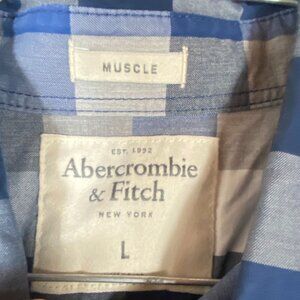 MUSCLE
EST. 1892
Abercrombie
& Fitch
NEW YORK
L